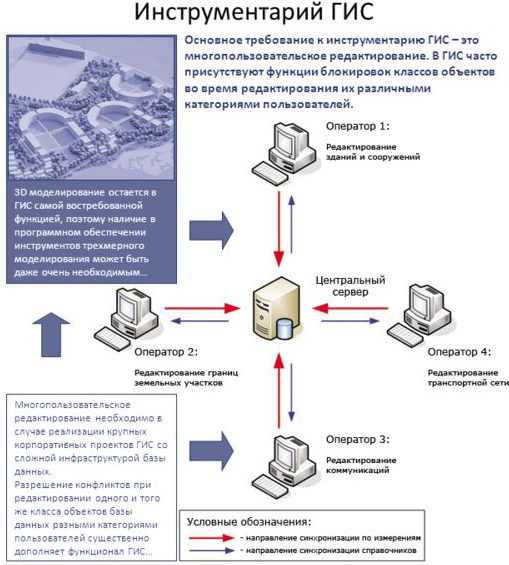 Инструментарий ГИС
Основное требование к инструментарию ГИС – это
многопользовательское редактирование. В ГИС часто
присутствуют функции блокировок классов объектов
во время редактирования их различными
категориями пользователей.
3D моделирование остается в
ГИС самой востребованной
функцией, поэтому наличие в
программном обеспечении
инструментов трехмерного
моделирования может быть
даже очень необходимым...
Оператор 1:
Редактирование
зданий и сооружений
Центральный
сервер
Оператор 2:
Редактирование границ
земельных участков
Оператор 4:
Редактирование
транспортной сети
Многопользовательское
редактирование необходимо в
случае реализации крупных
корпоративных проектов ГИС со
сложной инфраструктурой базы
данных.
Разрешение конфликтов при
редактировании одного и того
же класса объектов базы
данных разными категориями
пользователей существенно
дополняет функционал ГИС...
Оператор 3:
Редактирование
коммуникаций
Условные обозначения:
- направление синхронизации по измерениям
- направление синхронизации справочников